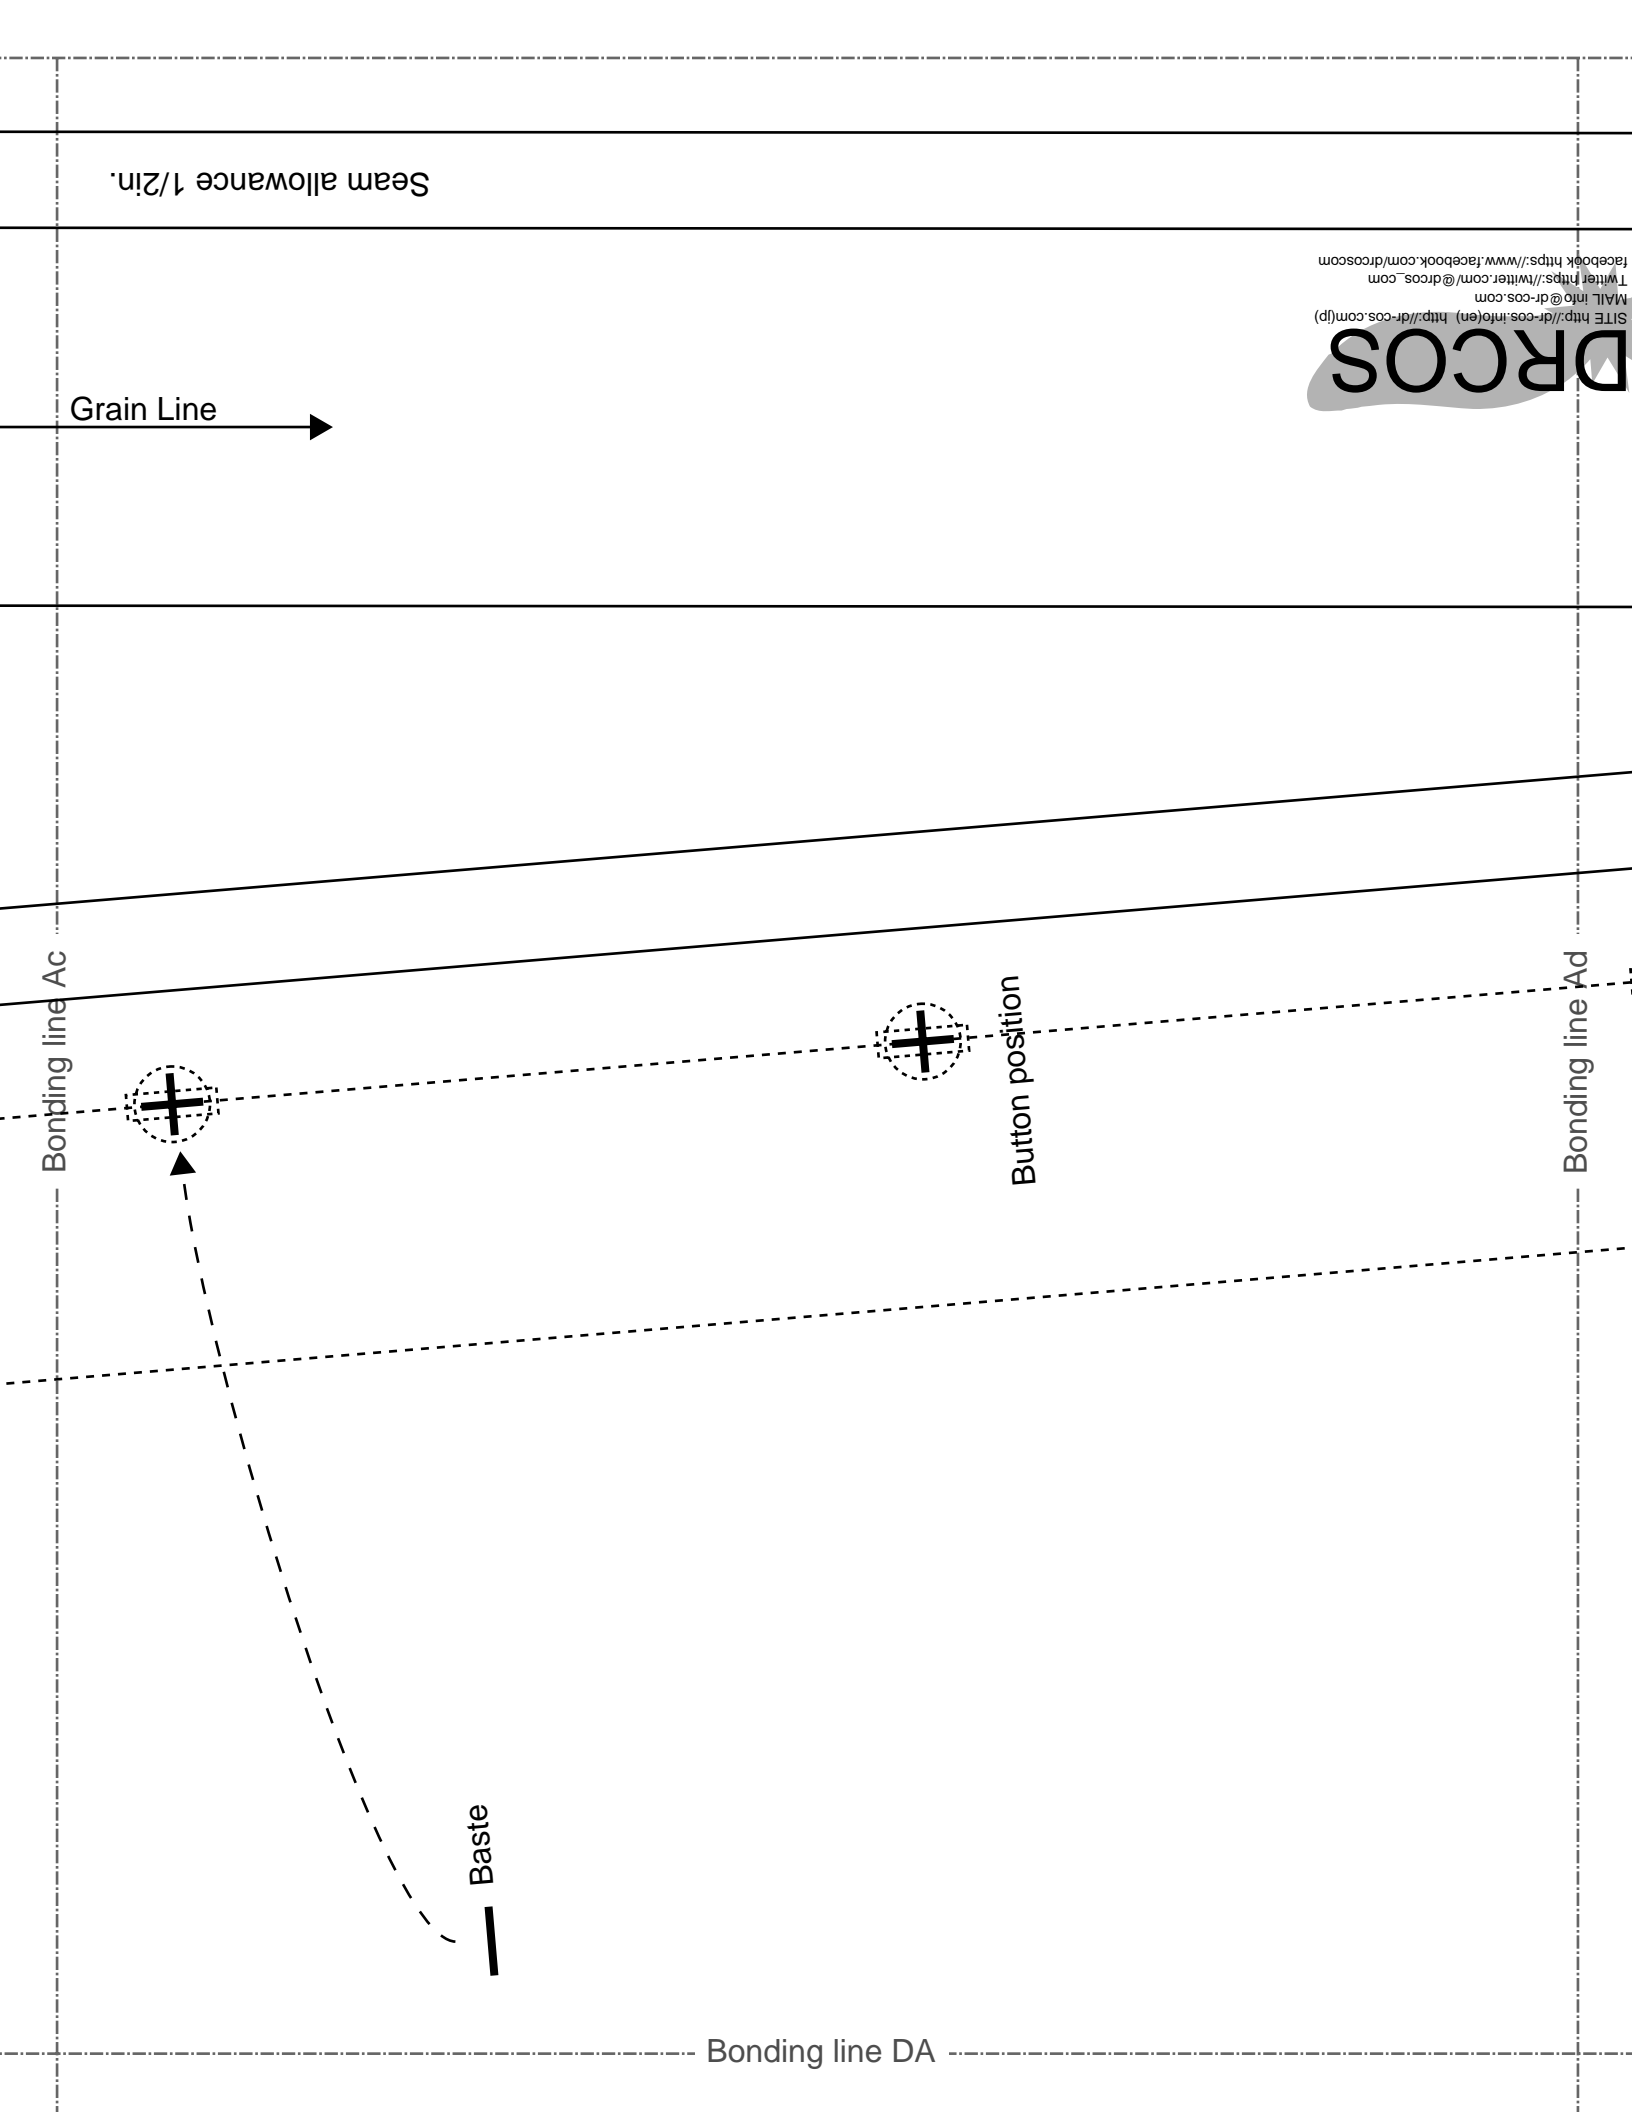 Seam allowance 1/2in.
DRCOS
SITE http://dr-cos.info(en)  http://dr-cos.com(jp)
MAIL info@dr-cos.com
Twitter https://twitter.com/@drcos_com
facebook https://www.facebook.com/drcoscom
Grain Line
Bonding line Ac
Button position
Bonding line Ad
Baste
Bonding line DA